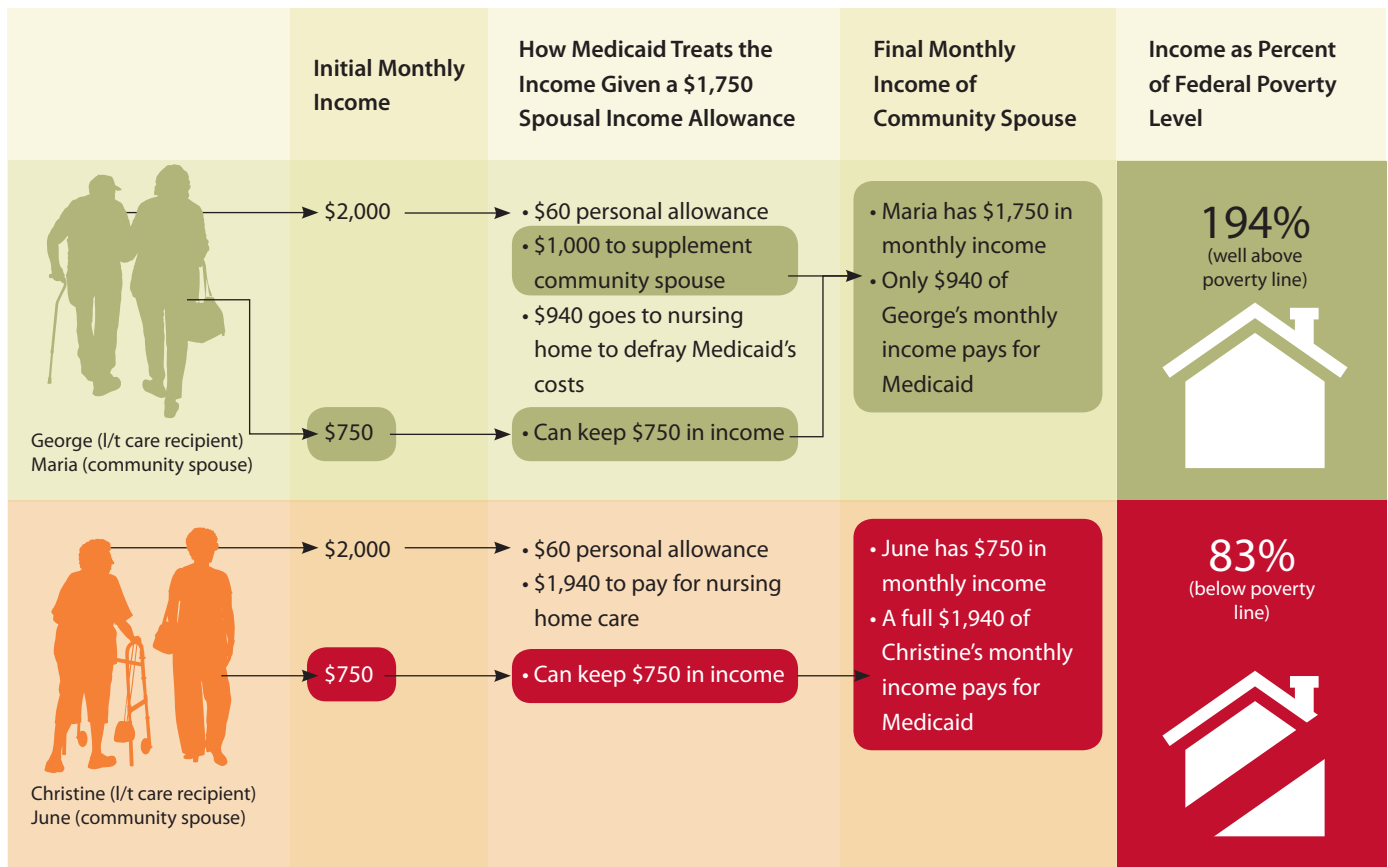 Initial Monthly
Income
How Medicaid Treats the
Income Given a $1,750
Spousal Income Allowance
Final Monthly
Income of
Community Spouse
Income as Percent
of Federal Poverty
Level
George (l/t care recipient)
Maria (community spouse)
$2,000
$750
• $60 personal allowance
• $1,000 to supplement
community spouse
• $940 goes to nursing
home to defray Medicaid’s
costs
• Can keep $750 in income
• Maria has $1,750 in
monthly income
• Only $940 of
George’s monthly
income pays for
Medicaid
194%
(well above
poverty line)
Christine (l/t care recipient)
June (community spouse)
$2,000
$750
• $60 personal allowance
• $1,940 to pay for nursing
home care
• Can keep $750 in income
• June has $750 in
monthly income
• A full $1,940 of
Christine’s monthly
income pays for
Medicaid
83%
(below poverty
line)